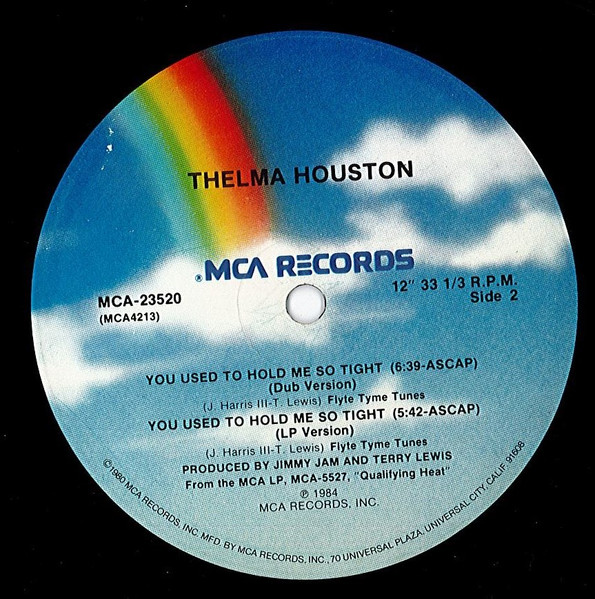 THELMA HOUSTON
®MCA RECORDS
MCA-23520
(MCA4213)
12" 33 1/3 R.P.M.
Side 2
YOU USED TO HOLD ME SO TIGHT (6:39-ASCAP)
(Dub Version)
(J. Harris III-T. Lewis) Flyte Tyme Tunes
YOU USED TO HOLD ME SO TIGHT (5:42-ASCAP)
(LP Version)
(J. Harris III-T. Lewis) Flyte Tyme Tunes
PRODUCED BY JIMMY JAM AND TERRY LEWIS
From the MCA LP, MCA-5527, "Qualifying Heat"
℗ 1984
MCA RECORDS, INC.
©1980 MCA RECORDS, INC. MFD. BY MCA RECORDS, INC., 70 UNIVERSAL PLAZA, UNIVERSAL CITY, CALIF. 91608